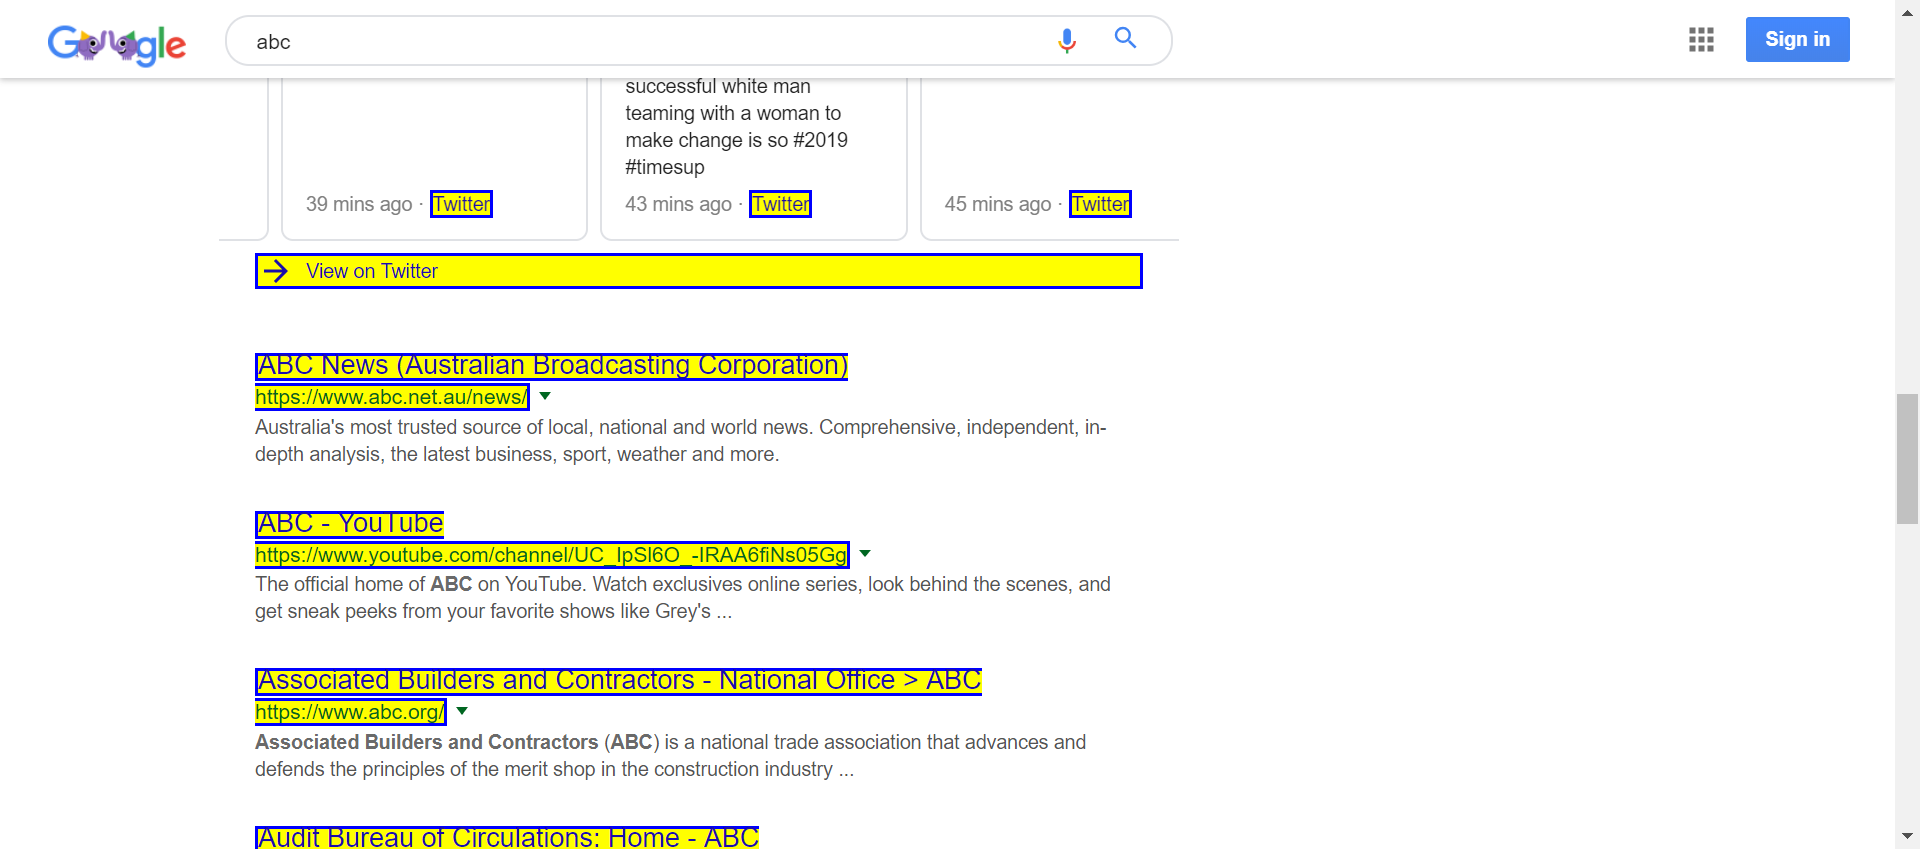 Google
abc
Sign in
successful white man
teaming with a woman to
make change is so #2019
#timesup
39 mins ago · Twitter
43 mins ago · Twitter
45 mins ago · Twitter
View on Twitter
ABC News (Australian Broadcasting Corporation)
https://www.abc.net.au/news/
Australia's most trusted source of local, national and world news. Comprehensive, independent, in-
depth analysis, the latest business, sport, weather and more.
ABC - YouTube
https://www.youtube.com/channel/UC_IpSl6O_-IRAA6fiNs05Gg
The official home of ABC on YouTube. Watch exclusives online series, look behind the scenes, and
get sneak peeks from your favorite shows like Grey's ...
Associated Builders and Contractors - National Office > ABC
https://www.abc.org/
Associated Builders and Contractors (ABC) is a national trade association that advances and
defends the principles of the merit shop in the construction industry ...
Audit Bureau of Circulations: Home - ABC